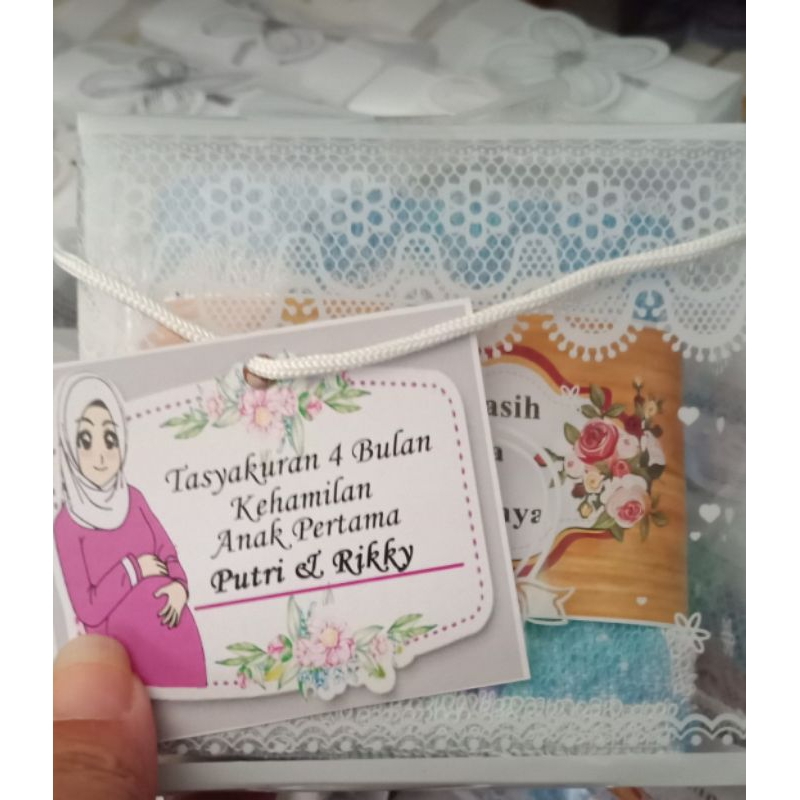 Tasyakuran 4 Bulan
Kehamilan
Anak Pertama
Putri & Rikky